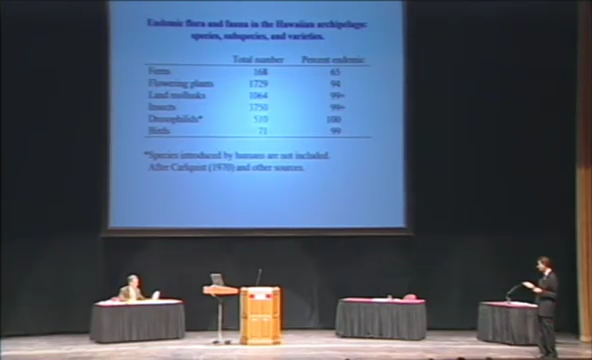 Endemic flora and fauna in the Hawaiian archipelago:
species, subspecies, and varieties.
Total number Percent endemic
Ferns 168 65
Flowering plants 1729 94
Land mollusks 1064 99+
Insects 3750 99+
Drosophilids* 510 100
Birds 71 99
*Species introduced by humans are not included.
After Carlquist (1970) and other sources.